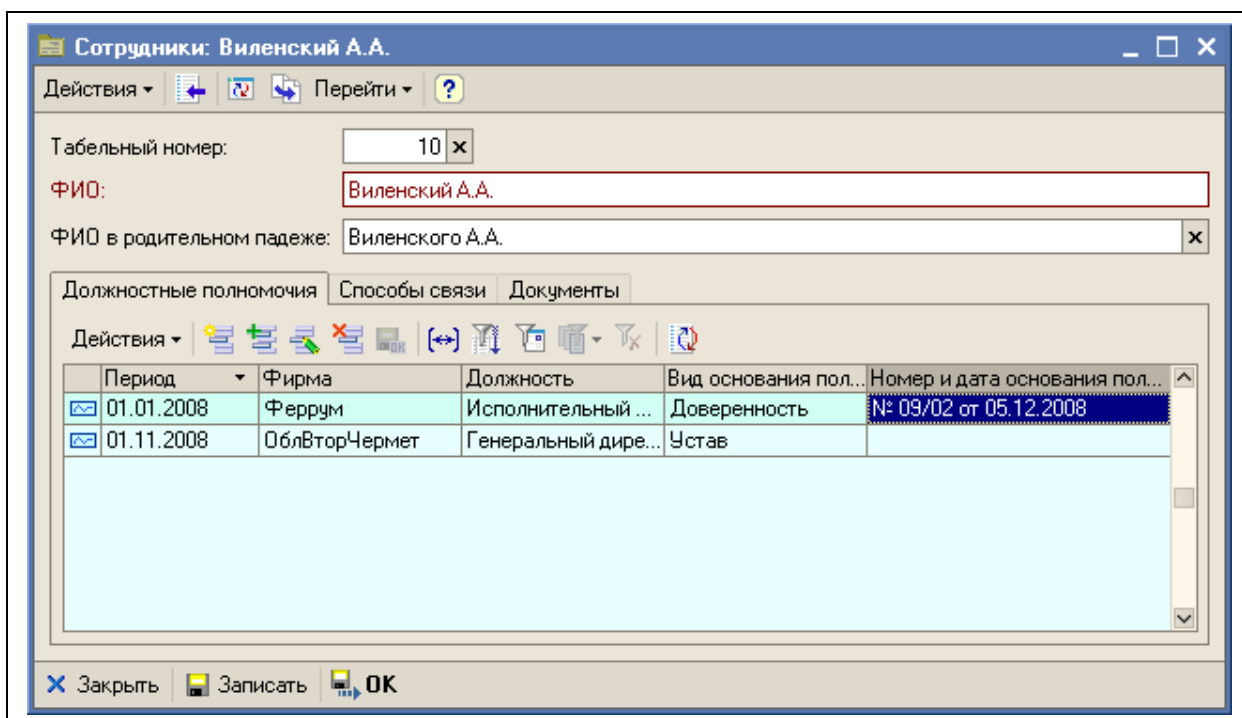 Сотрудники: Виленский А.А.
Действия Перейти ?
Табельный номер: 10
ФИО: Виленский А.А.
ФИО в родительном падеже: Виленского А.А.
Должностные полномочия Способы связи Документы
Действия
Период Фирма Должность Вид основания пол... Номер и дата основания пол...
01.01.2008 Феррум Исполнительный ... Доверенность № 09/02 от 05.12.2008
01.11.2008 ОблВторЧермет Генеральный дире... Устав
Закрыть Записать OK